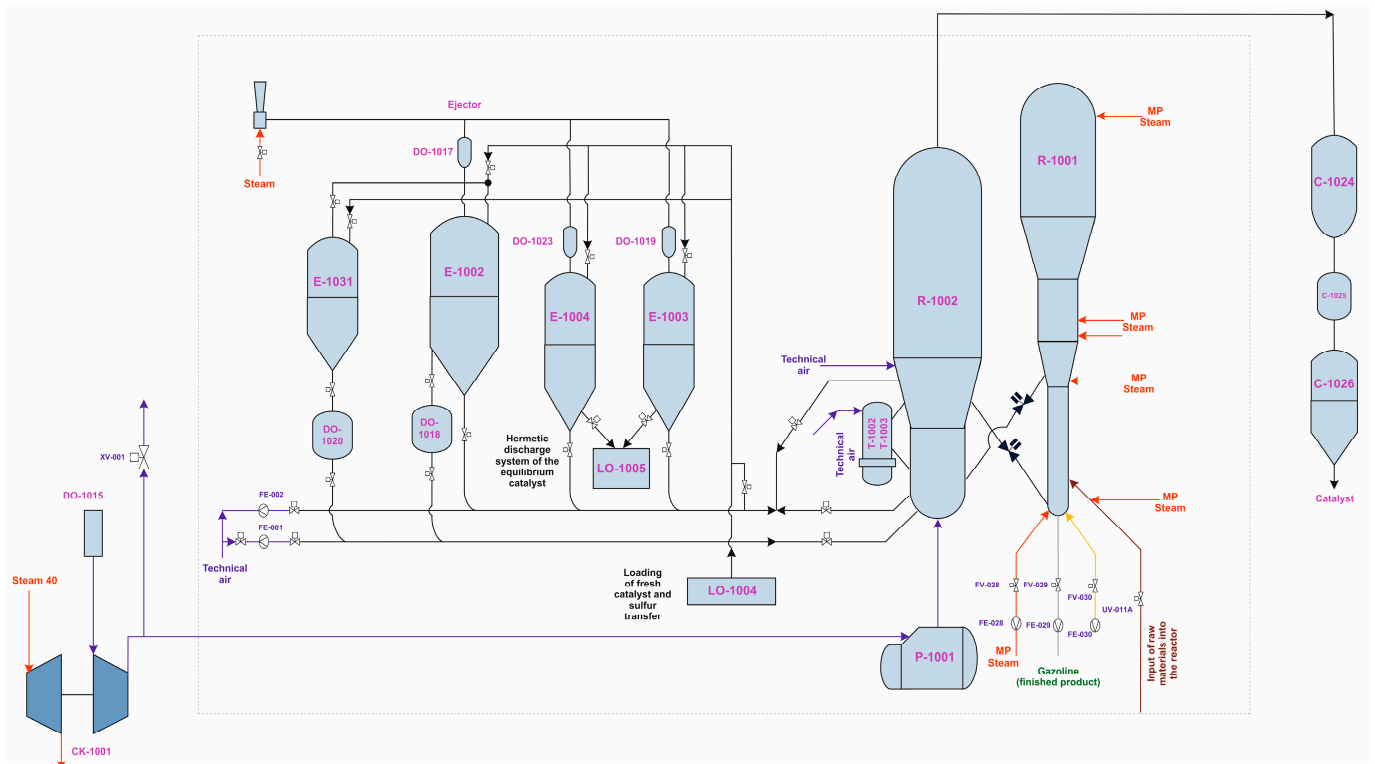 MP
Steam
R-1001
C-1024
Ejector
DO-1017
Steam
DO-1023
DO-1019
E-1031
E-1002
E-1004
E-1003
R-1002
C-1025
MP
Steam
Technical
air
MP
Steam
C-1026
DO-
1020
DO-
1018
T-1002
T-1003
Technical
air
Hermetic
discharge
system of the
equilibrium
catalyst
LO-1005
XV-001
DO-1015
FE-002
FE-001
Catalyst
MP
Steam
Technical
air
Steam 40
Loading
of fresh
catalyst and
sulfur
transfer
LO-1004
FV-028
FV-029
FV-030
UV-011A
FE-028
FE-029
FE-030
MP
Steam
P-1001
Gazoline
(finished product)
Input of raw
materials into
the reactor
CK-1001